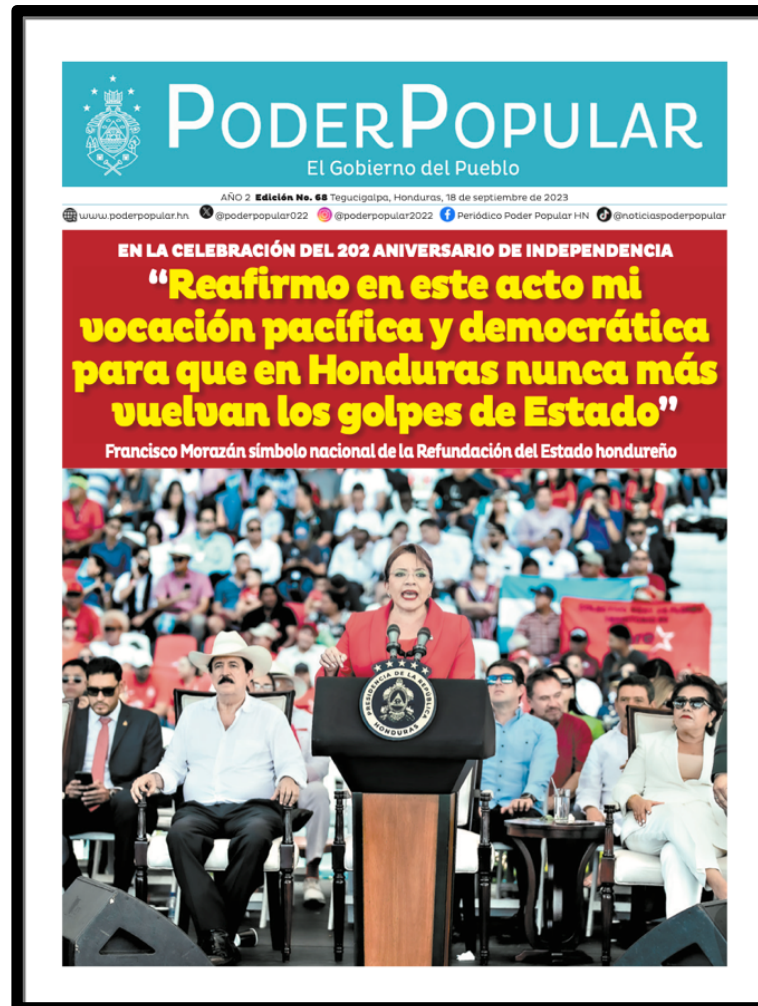 PODERPOPULAR
El Gobierno del Pueblo
AÑO 2 Edición No. 68 Tegucigalpa, Honduras, 18 de septiembre de 2023
www.poderpopular.hn @poderpopular022 @poderpopular2022 Periódico Poder Popular HN @noticiaspoderpopular
EN LA CELEBRACIÓN DEL 202 ANIVERSARIO DE INDEPENDENCIA
“Reafirmo en este acto mi
vocación pacífica y democrática
para que en Honduras nunca más
vuelvan los golpes de Estado”
Francisco Morazán símbolo nacional de la Refundación del Estado hondureño
PRESIDENCIA DE LA REPÚBLICA
HONDURAS